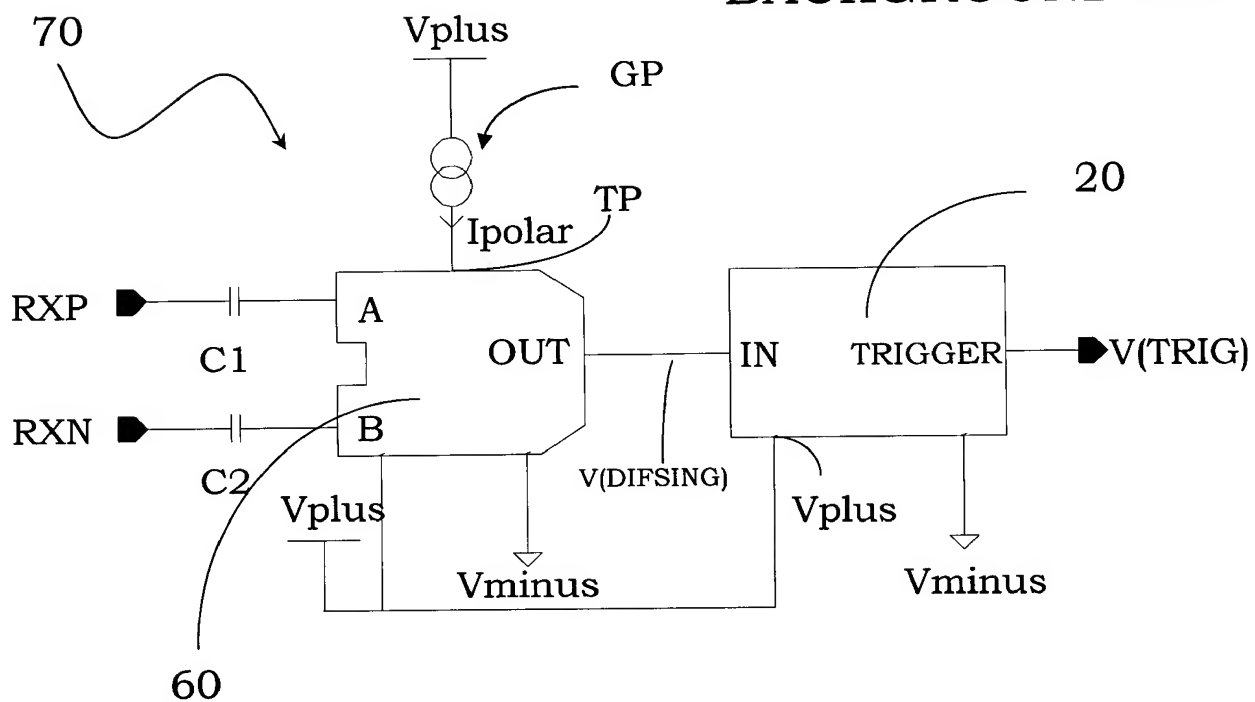 70
Vplus
GP
20
TP
Ipolar
RXP
A
C1
OUT
IN
TRIGGER
V(TRIG)
RXN
B
C2
V(DIFSING)
Vplus
Vplus
Vminus
Vminus
60